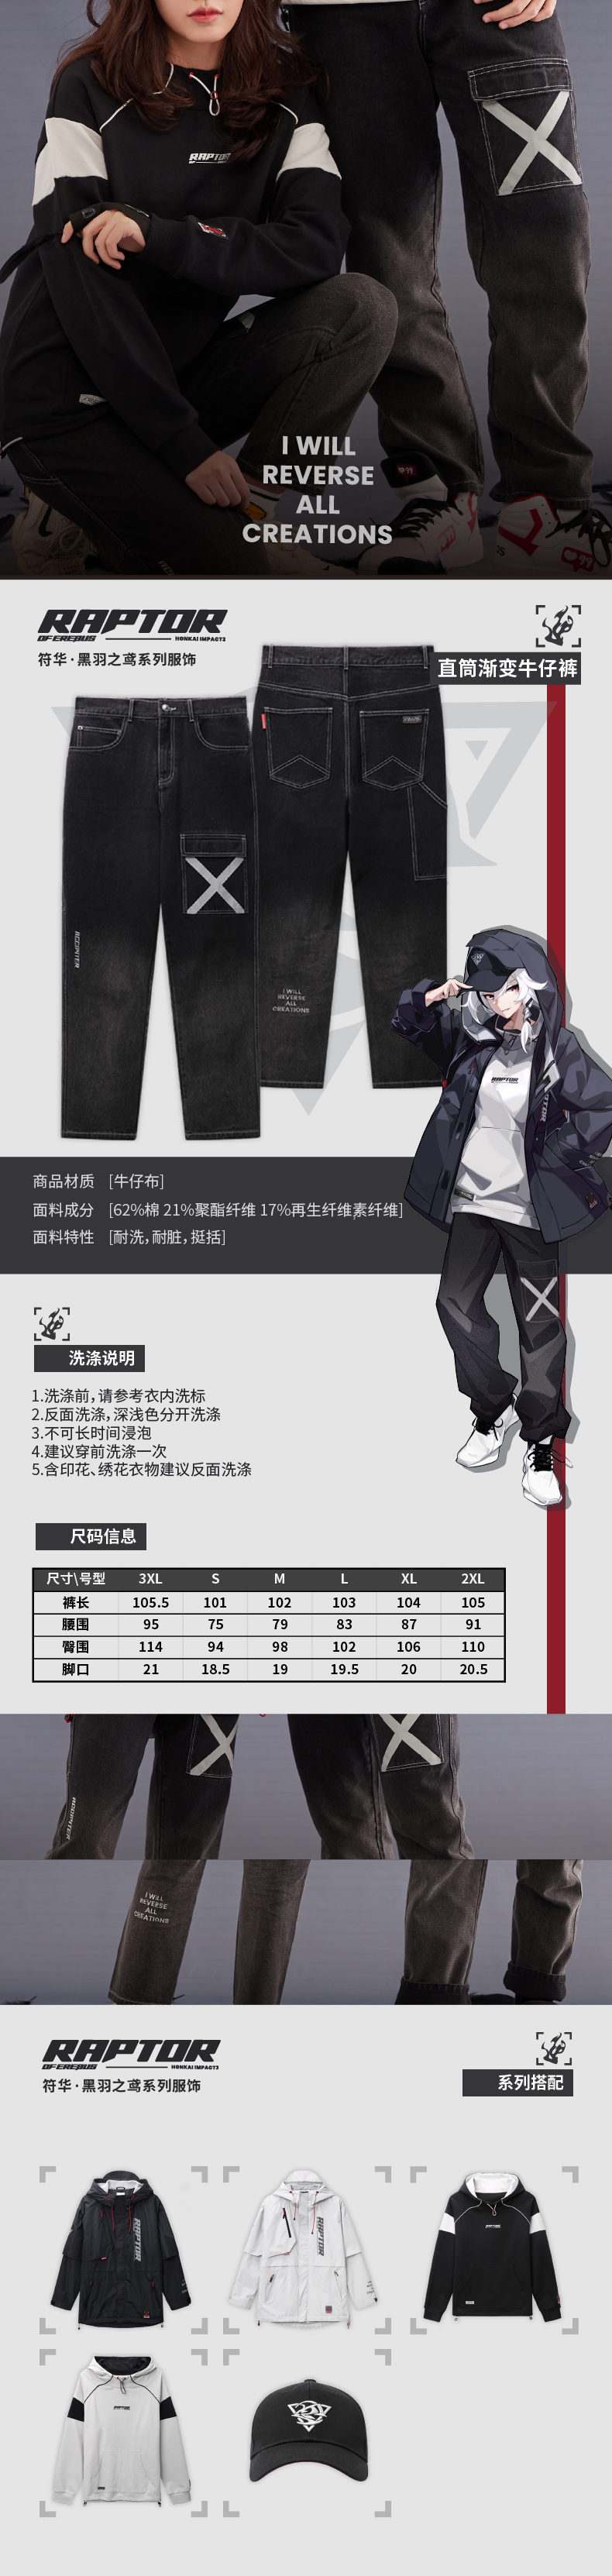 RAPTOR
I WILL
REVERSE
ALL
CREATIONS
RAPTOR
OF EREBUS
HONKAI IMPACT3
符华·黑羽之鸢系列服饰
直筒渐变牛仔裤
I WILL
REVERSE
ALL
CREATIONS
RAPTOR
商品材质 [牛仔布]
面料成分 [62%棉 21%聚酯纤维 17%再生纤维素纤维]
面料特性 [耐洗，耐脏，挺括]
洗涤说明
1.洗涤前，请参考衣内洗标
2.反面洗涤，深浅色分开洗涤
3.不可长时间浸泡
4.建议穿前洗涤一次
5.含印花、绣花衣物建议反面洗涤
尺码信息
尺寸\号型 3XL S M L XL 2XL
裤长 105.5 101 102 103 104 105
腰围 95 75 79 83 87 91
臀围 114 94 98 102 106 110
脚口 21 18.5 19 19.5 20 20.5
I WILL
REVERSE
ALL
CREATIONS
RAPTOR
OF EREBUS
HONKAI IMPACT3
符华·黑羽之鸢系列服饰
系列搭配
RAPTOR
RAPTOR
RAPTOR
RAPTOR